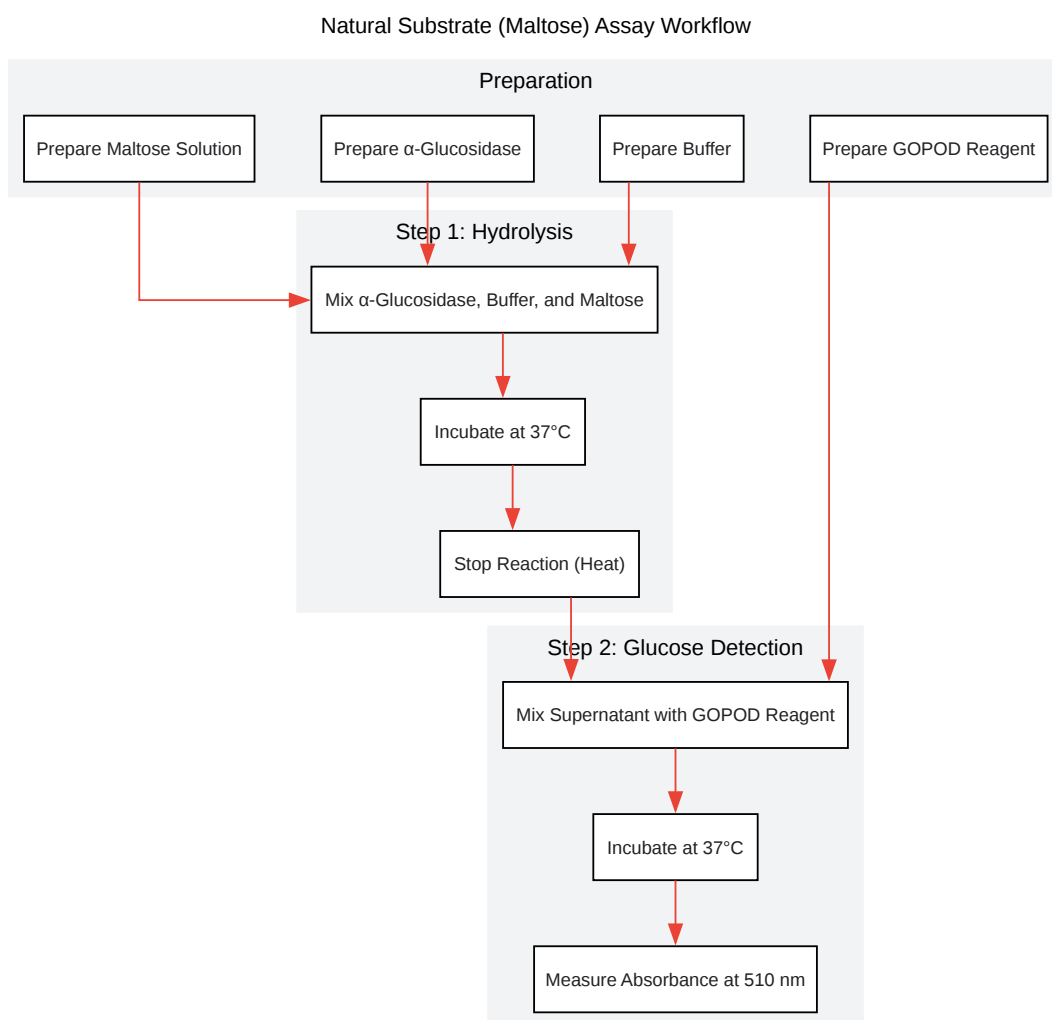 Natural Substrate (Maltose) Assay Workflow
Preparation
Prepare Maltose Solution
Prepare α-Glucosidase
Prepare Buffer
Prepare GOPOD Reagent
Step 1: Hydrolysis
Mix α-Glucosidase, Buffer, and Maltose
Incubate at 37°C
Stop Reaction (Heat)
Step 2: Glucose Detection
Mix Supernatant with GOPOD Reagent
Incubate at 37°C
Measure Absorbance at 510 nm